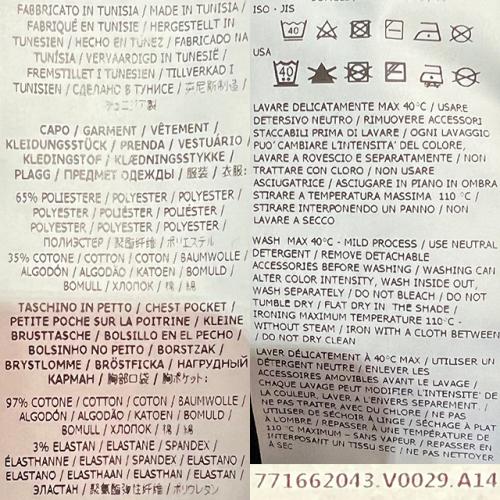 FABBRICATO IN TUNISIA / MADE IN TUNISIA /
FABRIQUÉ EN TUNISIE / HERGESTELLT IN
TUNESIEN / HECHO EN TÚNEZ / FABRICADO NA
TUNÍSIA / VERVAARDIGD IN TUNESIË /
FREMSTILLET I TUNESIEN / TILLVERKAD I
TUNISIEN / СДЕЛАНО В ТУНИСЕ / 突尼斯制造 /
チュニジア製
CAPO / GARMENT / VÊTEMENT /
KLEIDUNGSSTÜCK / PRENDA / VESTUÁRIO /
KLEDINGSTOF / KLÆDNINGSSTYKKE /
PLAGG / ПРЕДМЕТ ОДЕЖДЫ / 服装 / 衣服:
65% POLIESTERE / POLYESTER /
POLYESTER / POLIÉSTER / POLIÉSTER /
POLYESTER / POLYESTER / POLYESTER /
ПОЛИЭСТЕР / 聚酯纤维 / ポリエステル
35% COTONE / COTTON / COTON / BAUMWOLLE /
ALGODÓN / ALGODÃO / KATOEN / BOMULD /
BOMULL / ХЛОПОК / 棉 / 綿
TASCHINO IN PETTO / CHEST POCKET /
PETITE POCHE SUR LA POITRINE / KLEINE
BRUSTTASCHE / BOLSILLO EN EL PECHO /
BOLSINHO NO PEITO / BORSTZAK /
BRYSTLOMME / BRÖSTFICKA / НАГРУДНЫЙ
КАРМАН / 胸部口袋 / 胸ポケット:
97% COTONE / COTTON / COTON / BAUMWOLLE /
ALGODÓN / ALGODÃO / KATOEN / BOMULD /
BOMULL / ХЛОПОК / 棉 / 綿
3% ELASTAN / ELASTANE / SPANDEX /
ÉLASTHANNE / ELASTAN / SPANDEX / ELASTANO /
ELASTANO / ELASTHAAN / ELASTHAN / ELASTAN /
ЭЛАСТАН / 聚氨酯弹性纤维 / ポリウレタン
ISO · JIS
40
USA
40
LAVARE DELICATAMENTE MAX 40°C / USARE
DETERSIVO NEUTRO / RIMUOVERE ACCESSORI
STACCABILI PRIMA DI LAVARE / OGNI LAVAGGIO
PUO' CAMBIARE L'INTENSITA' DEL COLORE,
LAVARE A ROVESCIO E SEPARATAMENTE / NON
TRATTARE CON CLORO / NON USARE
ASCIUGATRICE / ASCIUGARE IN PIANO IN OMBRA
STIRARE A TEMPERATURA MASSIMA 110 °C /
STIRARE INTERPONENDO UN PANNO / NON
LAVARE A SECCO
WASH MAX 40°C - MILD PROCESS / USE NEUTRAL
DETERGENT / REMOVE DETACHABLE
ACCESSORIES BEFORE WASHING / WASHING CAN
ALTER COLOR INTENSITY, WASH INSIDE OUT,
WASH SEPARATELY / DO NOT BLEACH / DO NOT
TUMBLE DRY / FLAT DRY IN THE SHADE /
IRONING MAXIMUM TEMPERATURE 110°C -
WITHOUT STEAM / IRON WITH A CLOTH BETWEEN
/ DO NOT DRY CLEAN
LAVER DÉLICATEMENT À 40°C MAX / UTILISER UN
DÉTERGENT NEUTRE / ENLEVER LES
ACCESSOIRES AMOVIBLES AVANT LE LAVAGE /
CHAQUE LAVAGE PEUT MODIFIER L'INTENSITE' DE
LA COULEUR, LAVER A L'ENVERS SEPAREMENT. /
NE PAS TRAITER AVEC DU CHLORE / NE PAS
UTILISER DE SÉCHOIR À LINGE / SÉCHAGE À PLAT
À L'OMBRE / REPASSER À UNE TEMPÉRATURE DE
110 °C MAXIMUM - SANS VAPEUR / REPASSER EN
INTERPOSANT UN TISSU SEC / NE PAS NETTOYER
À SEC
771662043.V0029.A14